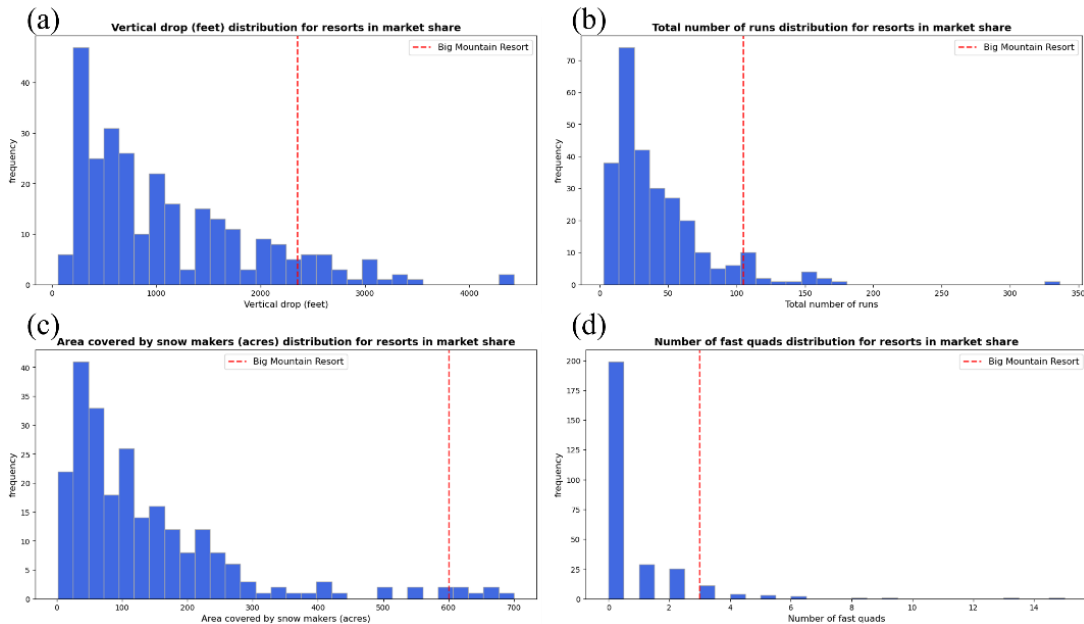 (a)
Vertical drop (feet) distribution for resorts in market share
Big Mountain Resort
frequency
40
30
20
10
0
0 1000 2000 3000 4000
Vertical drop (feet)
(b)
Total number of runs distribution for resorts in market share
Big Mountain Resort
frequency
70
60
50
40
30
20
10
0
0 50 100 150 200 250 300 350
Total number of runs
(c)
Area covered by snow makers (acres) distribution for resorts in market share
Big Mountain Resort
frequency
40
35
30
25
20
15
10
5
0
0 100 200 300 400 500 600 700
Area covered by snow makers (acres)
(d)
Number of fast quads distribution for resorts in market share
Big Mountain Resort
frequency
200
175
150
125
100
75
50
25
0
0 2 4 6 8 10 12 14
Number of fast quads